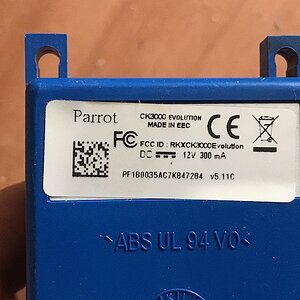 Parrot
CK3000 EVOLUTION
MADE IN EEC
CE
FC FCC ID : RKXCK3000Evolution
DC 12V 300 mA
PF180035AC7K847284 v5.11C
>ABS UL 94 V0<